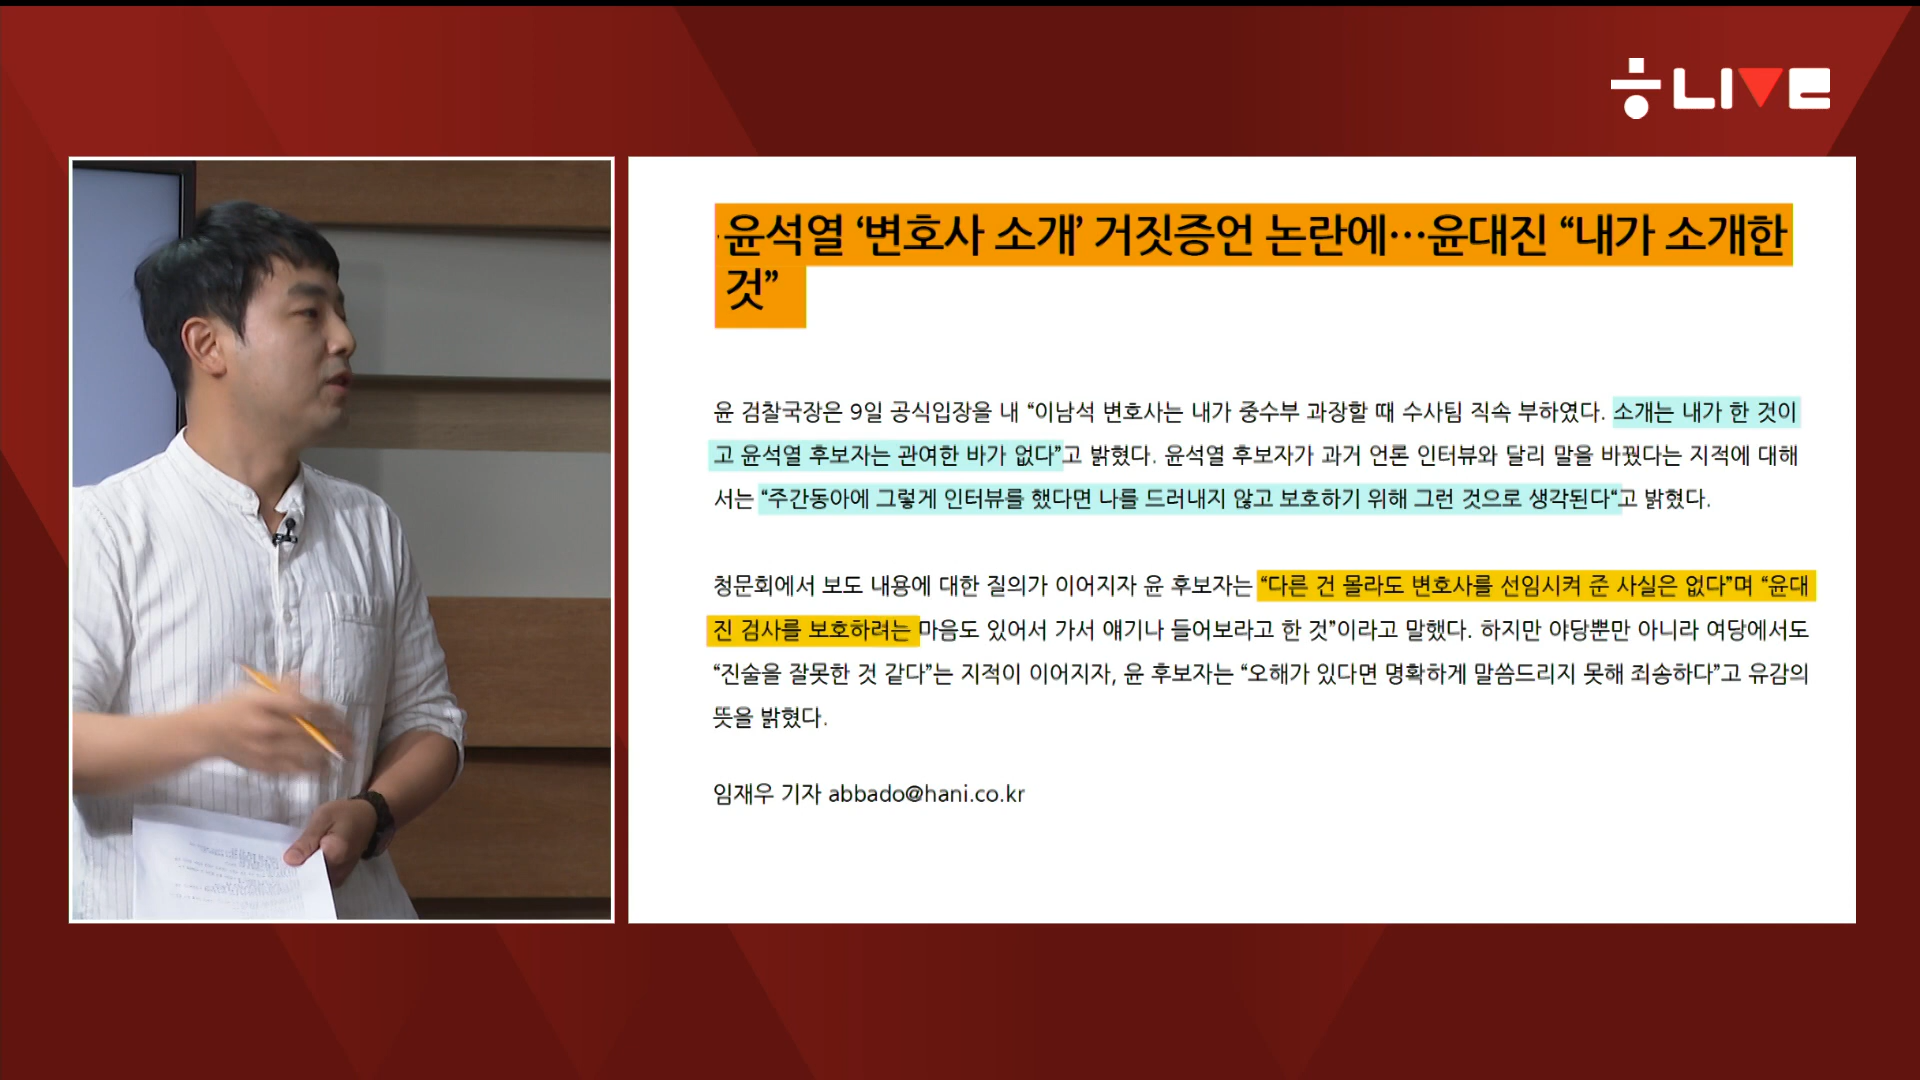 ㅎ LIVE
윤석열 ‘변호사 소개’ 거짓증언 논란에…윤대진 “내가 소개한
것”
윤 검찰국장은 9일 공식입장을 내 “이남석 변호사는 내가 중수부 과장할 때 수사팀 직속 부하였다. 소개는 내가 한 것이
고 윤석열 후보자는 관여한 바가 없다”고 밝혔다. 윤석열 후보자가 과거 언론 인터뷰와 달리 말을 바꿨다는 지적에 대해
서는 “주간동아에 그렇게 인터뷰를 했다면 나를 드러내지 않고 보호하기 위해 그런 것으로 생각된다“고 밝혔다.
청문회에서 보도 내용에 대한 질의가 이어지자 윤 후보자는 “다른 건 몰라도 변호사를 선임시켜 준 사실은 없다”며 “윤대
진 검사를 보호하려는 마음도 있어서 가서 얘기나 들어보라고 한 것”이라고 말했다. 하지만 야당뿐만 아니라 여당에서도
“진술을 잘못한 것 같다”는 지적이 이어지자, 윤 후보자는 “오해가 있다면 명확하게 말씀드리지 못해 죄송하다”고 유감의
뜻을 밝혔다.
임재우 기자 abbado@hani.co.kr